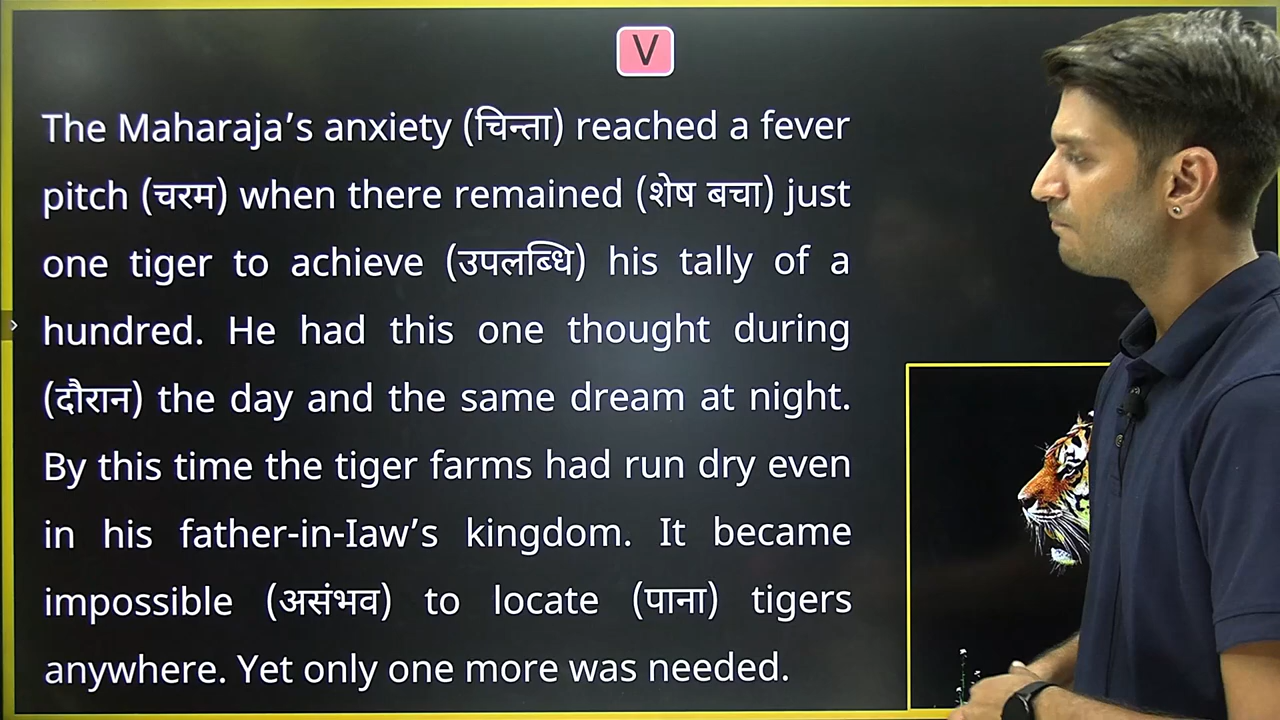 V
The Maharaja’s anxiety (चिन्ता) reached a fever
pitch (चरम) when there remained (शेष बचा) just
one tiger to achieve (उपलब्धि) his tally of a
hundred. He had this one thought during
(दौरान) the day and the same dream at night.
By this time the tiger farms had run dry even
in his father-in-Iaw’s kingdom. It became
impossible (असंभव) to locate (पाना) tigers
anywhere. Yet only one more was needed.